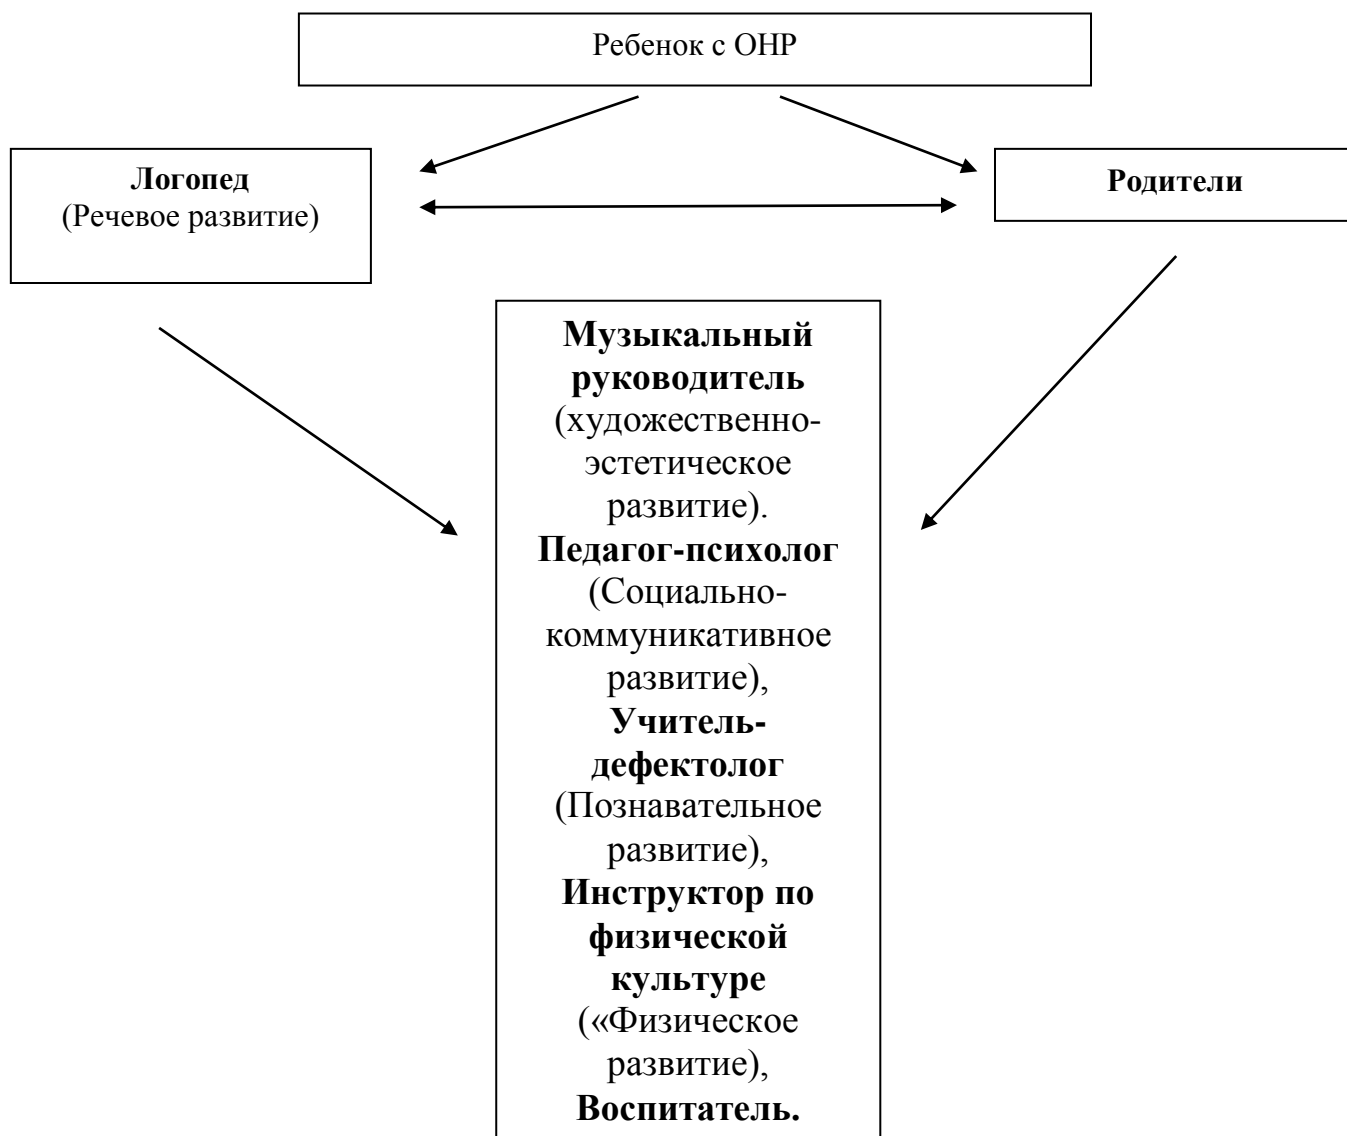 Ребенок с ОНР
Логопед
(Речевое развитие)
Родители
Музыкальный
руководитель
(художественно-
эстетическое
развитие).
Педагог-психолог
(Социально-
коммуникативное
развитие),
Учитель-
дефектолог
(Познавательное
развитие),
Инструктор по
физической
культуре
(«Физическое
развитие),
Воспитатель.